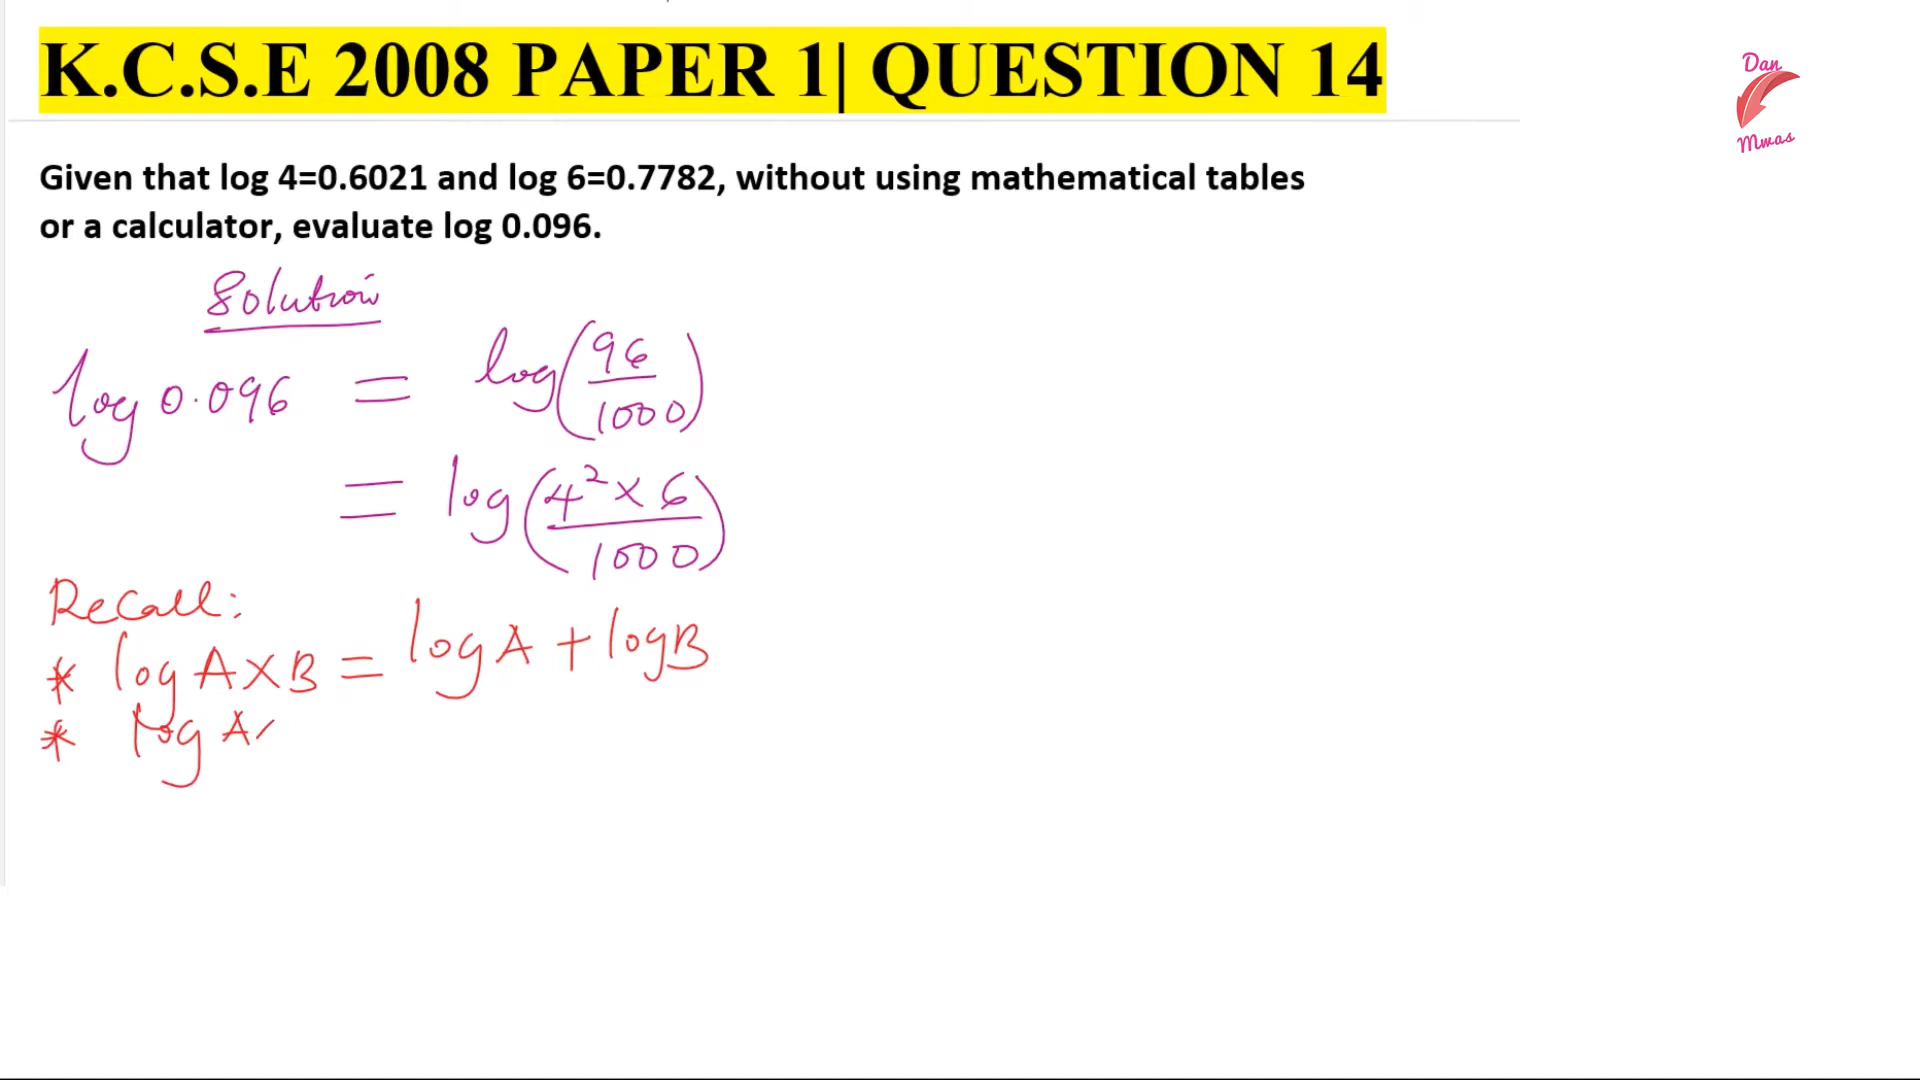 K.C.S.E 2008 PAPER 1| QUESTION 14
Dan
Mwas
Given that log 4=0.6021 and log 6=0.7782, without using mathematical tables
or a calculator, evaluate log 0.096.
Solution
log 0.096 = log(96/1000)
= log(4²×6/1000)
Recall:
* log A×B = log A + log B
* log A